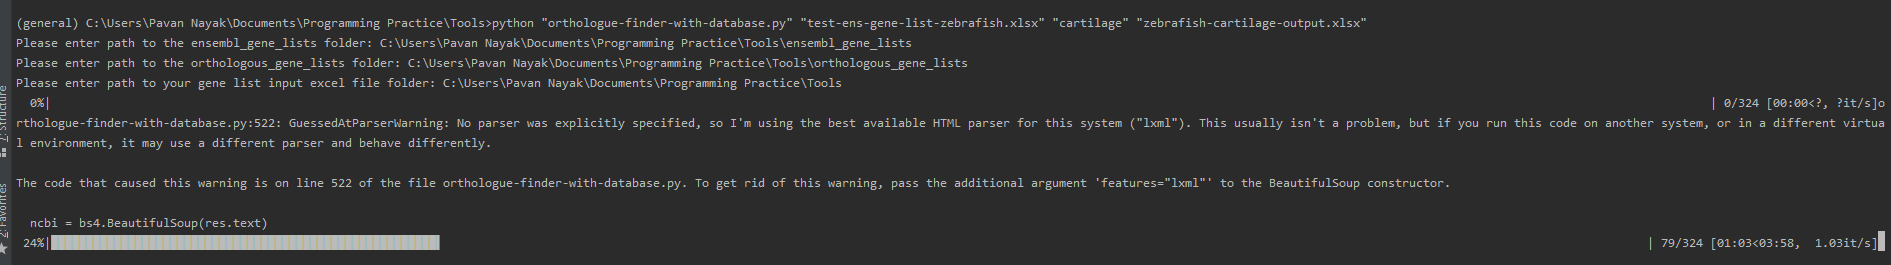 (general) C:\Users\Pavan Nayak\Documents\Programming Practice\Tools>python "orthologue-finder-with-database.py" "test-ens-gene-list-zebrafish.xlsx" "cartilage" "zebrafish-cartilage-output.xlsx"
Please enter path to the ensembl_gene_lists folder: C:\Users\Pavan Nayak\Documents\Programming Practice\Tools\ensembl_gene_lists
Please enter path to the orthologous_gene_lists folder: C:\Users\Pavan Nayak\Documents\Programming Practice\Tools\orthologous_gene_lists
Please enter path to your gene list input excel file folder: C:\Users\Pavan Nayak\Documents\Programming Practice\Tools
0%| | 0/324 [00:00<?, ?it/s]o
rthologue-finder-with-database.py:522: GuessedAtParserWarning: No parser was explicitly specified, so I'm using the best available HTML parser for this system ("lxml"). This usually isn't a problem, but if you run this code on another system, or in a different virtua
l environment, it may use a different parser and behave differently.
The code that caused this warning is on line 522 of the file orthologue-finder-with-database.py. To get rid of this warning, pass the additional argument 'features="lxml"' to the BeautifulSoup constructor.
ncbi = bs4.BeautifulSoup(res.text)
24%| | 79/324 [01:03<03:58, 1.03it/s]
Structure
2: Favorites